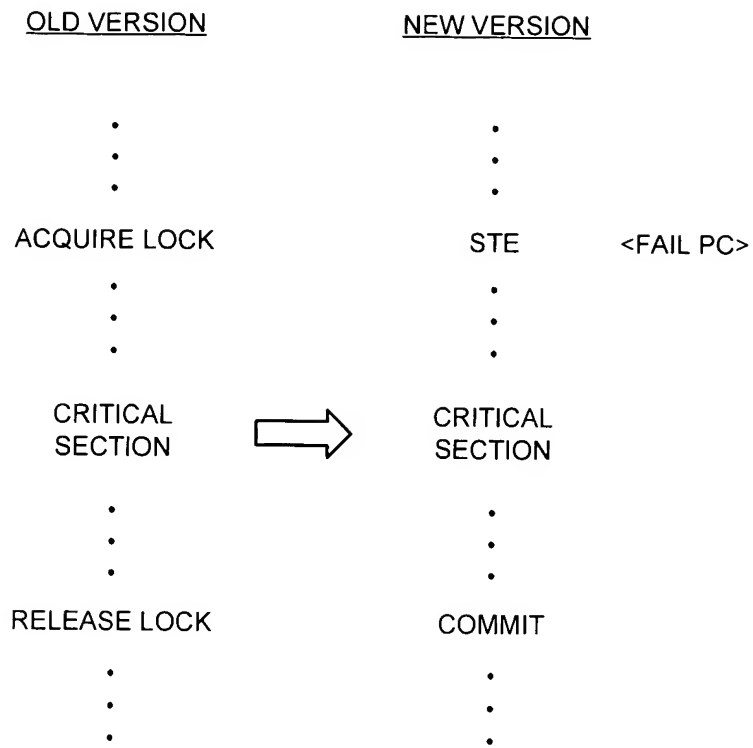 OLD VERSION NEW VERSION
ACQUIRE LOCK STE <FAIL PC>
CRITICAL
SECTION
CRITICAL
SECTION
RELEASE LOCK COMMIT